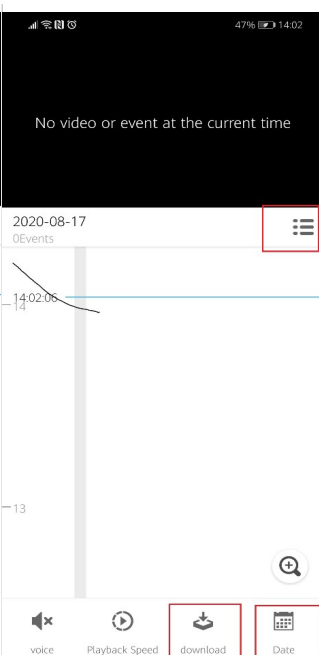 47% 14:02
No video or event at the current time
2020-08-17
0Events
14:02:06
14
13
voice Playback Speed download Date